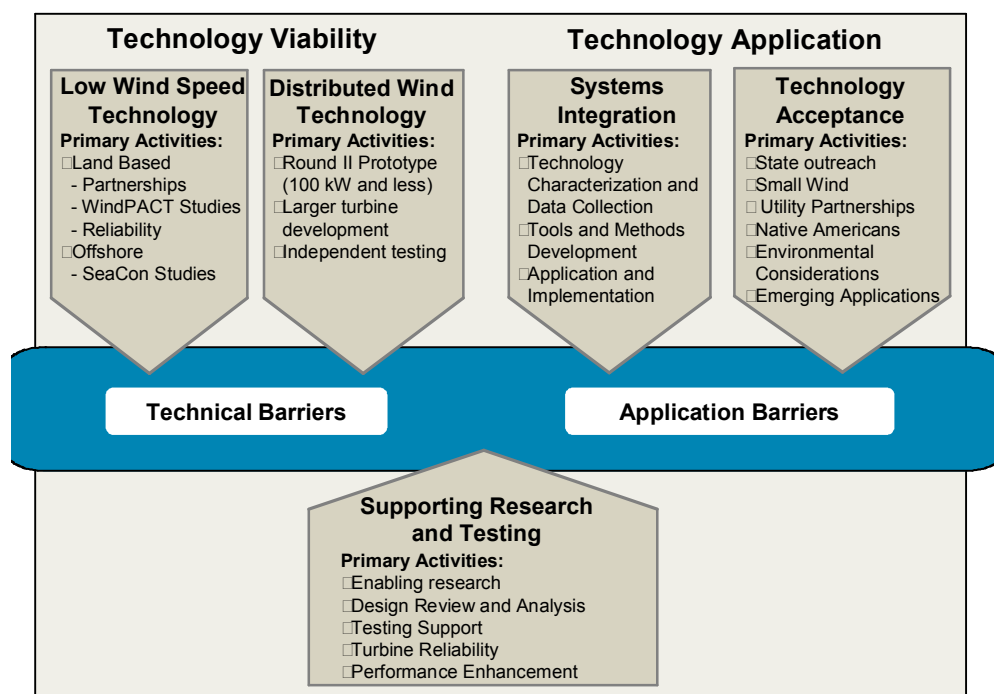 Technology Viability
Technology Application
Low Wind Speed
Technology
Primary Activities:
□Land Based
- Partnerships
- WindPACT Studies
- Reliability
□Offshore
- SeaCon Studies
Distributed Wind
Technology
Primary Activities:
□Round II Prototype
(100 kW and less)
□Larger turbine
development
□Independent testing
Systems
Integration
Primary Activities:
□Technology
Characterization and
Data Collection
□Tools and Methods
Development
□Application and
Implementation
Technology
Acceptance
Primary Activities:
□State outreach
□Small Wind
□ Utility Partnerships
□Native Americans
□Environmental
Considerations
□Emerging Applications
Technical Barriers
Application Barriers
Supporting Research
and Testing
Primary Activities:
□Enabling research
□Design Review and Analysis
□Testing Support
□Turbine Reliability
□Performance Enhancement